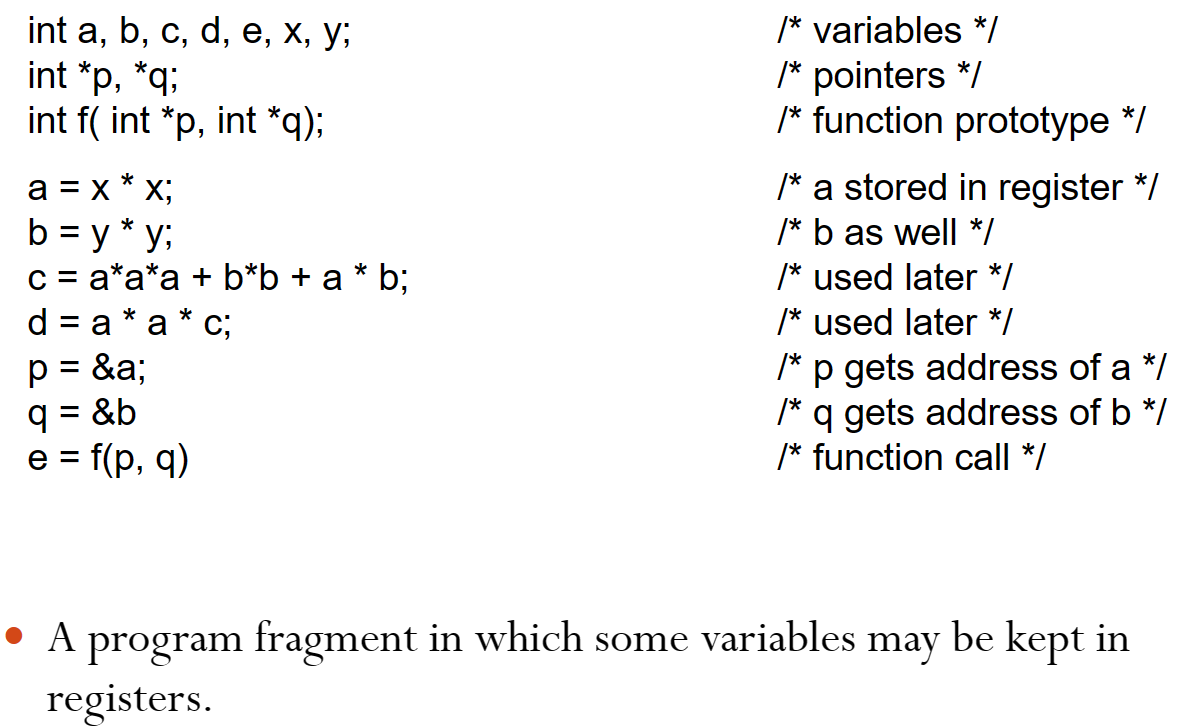 int a, b, c, d, e, x, y; /* variables */
int *p, *q; /* pointers */
int f( int *p, int *q); /* function prototype */
a = x * x; /* a stored in register */
b = y * y; /* b as well */
c = a*a*a + b*b + a * b; /* used later */
d = a * a * c; /* used later */
p = &a; /* p gets address of a */
q = &b /* q gets address of b */
e = f(p, q) /* function call */
• A program fragment in which some variables may be kept in
registers.